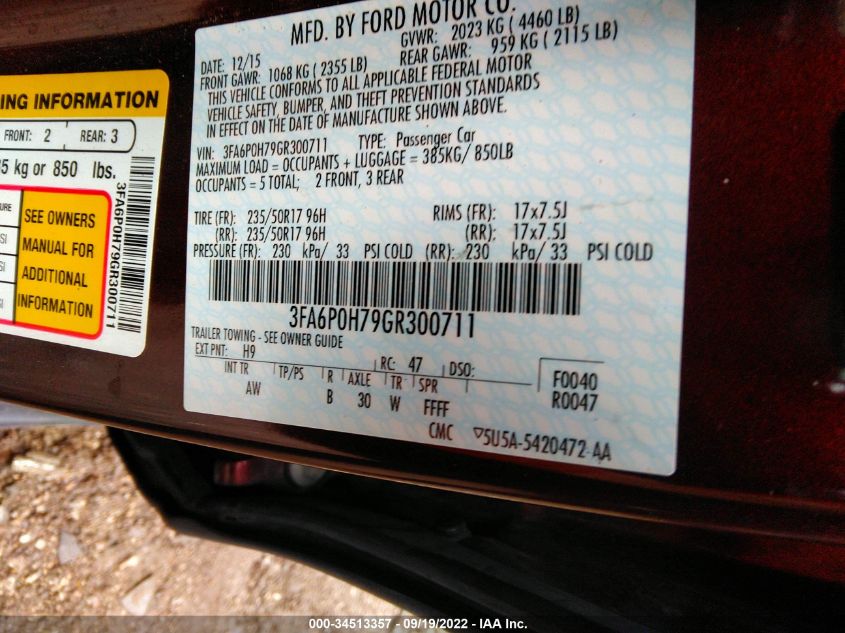 MFD. BY FORD MOTOR CO.
DATE: 12/15 GVWR: 2023 KG ( 4460 LB)
FRONT GAWR: 1068 KG ( 2355 LB) REAR GAWR: 959 KG ( 2115 LB)
THIS VEHICLE CONFORMS TO ALL APPLICABLE FEDERAL MOTOR
VEHICLE SAFETY, BUMPER, AND THEFT PREVENTION STANDARDS
IN EFFECT ON THE DATE OF MANUFACTURE SHOWN ABOVE.
VIN: 3FA6P0H79GR300711 TYPE: Passenger Car
MAXIMUM LOAD = OCCUPANTS + LUGGAGE = 385KG/ 850LB
OCCUPANTS = 5 TOTAL; 2 FRONT, 3 REAR
TIRE (FR): 235/50R17 96H RIMS (FR): 17x7.5J
(RR): 235/50R17 96H (RR): 17x7.5J
PRESSURE (FR): 230 kPa/ 33 PSI COLD (RR): 230 kPa/ 33 PSI COLD
3FA6P0H79GR300711
TRAILER TOWING - SEE OWNER GUIDE
EXT PNT: H9 RC: 47 DSO:
INT TR TP/PS R AXLE TR SPR F0040
AW B 30 W FFFF R0047
CMC 5U5A-5420472-AA
ING INFORMATION
FRONT: 2 REAR: 3
5 kg or 850 lbs.
SEE OWNERS
MANUAL FOR
ADDITIONAL
INFORMATION
3FA6P0H79GR300711
000-34513357 - 09/19/2022 - IAA Inc.